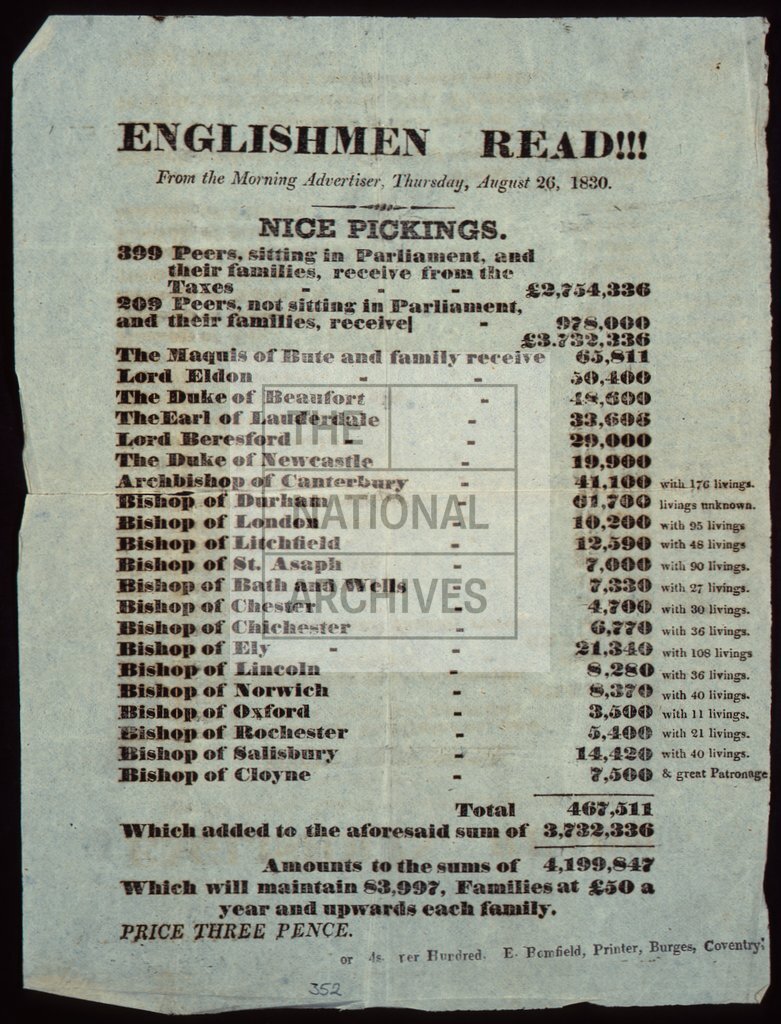 ENGLISHMEN READ!!!
From the Morning Advertiser, Thursday, August 26, 1830.
NICE PICKINGS.
399 Peers, sitting in Parliament, and
their families, receive from the
Taxes - - - £2,754,336
209 Peers, not sitting in Parliament,
and their families, receive - 978,000
£3.732,336
The Maquis of Bute and family receive 65,811
Lord Eldon - - 50,400
The Duke of Beaufort - 48,600
The Earl of Lauderdale - 33,606
Lord Beresford - - 29,000
The Duke of Newcastle - 19,900
Archbishop of Canterbury - 41,100 with 176 livings.
Bishop of Durham - 61,700 livings unknown.
Bishop of London - 10,200 with 95 livings
Bishop of Litchfield - 12,590 with 48 livings
Bishop of St. Asaph - 7,000 with 90 livings.
Bishop of Bath and Wells - 7,330 with 27 livings.
Bishop of Chester - 4,700 with 30 livings.
Bishop of Chichester - 6,770 with 36 livings.
Bishop of Ely - - 21,340 with 108 livings
Bishop of Lincoln - 8,280 with 36 livings.
Bishop of Norwich - 8,370 with 40 livings.
Bishop of Oxford - 3,500 with 11 livings.
Bishop of Rochester - 5,400 with 21 livings.
Bishop of Salisbury - 14,420 with 40 livings.
Bishop of Cloyne - 7,500 & great Patronage
Total 467,511
Which added to the aforesaid sum of 3,732,336
Amounts to the sums of 4,199,847
Which will maintain 83,997, Families at £50 a
year and upwards each family.
PRICE THREE PENCE.
or per Hundred. E. Bomfield, Printer, Burges, Coventry.
352
THE
NATIONAL
ARCHIVES